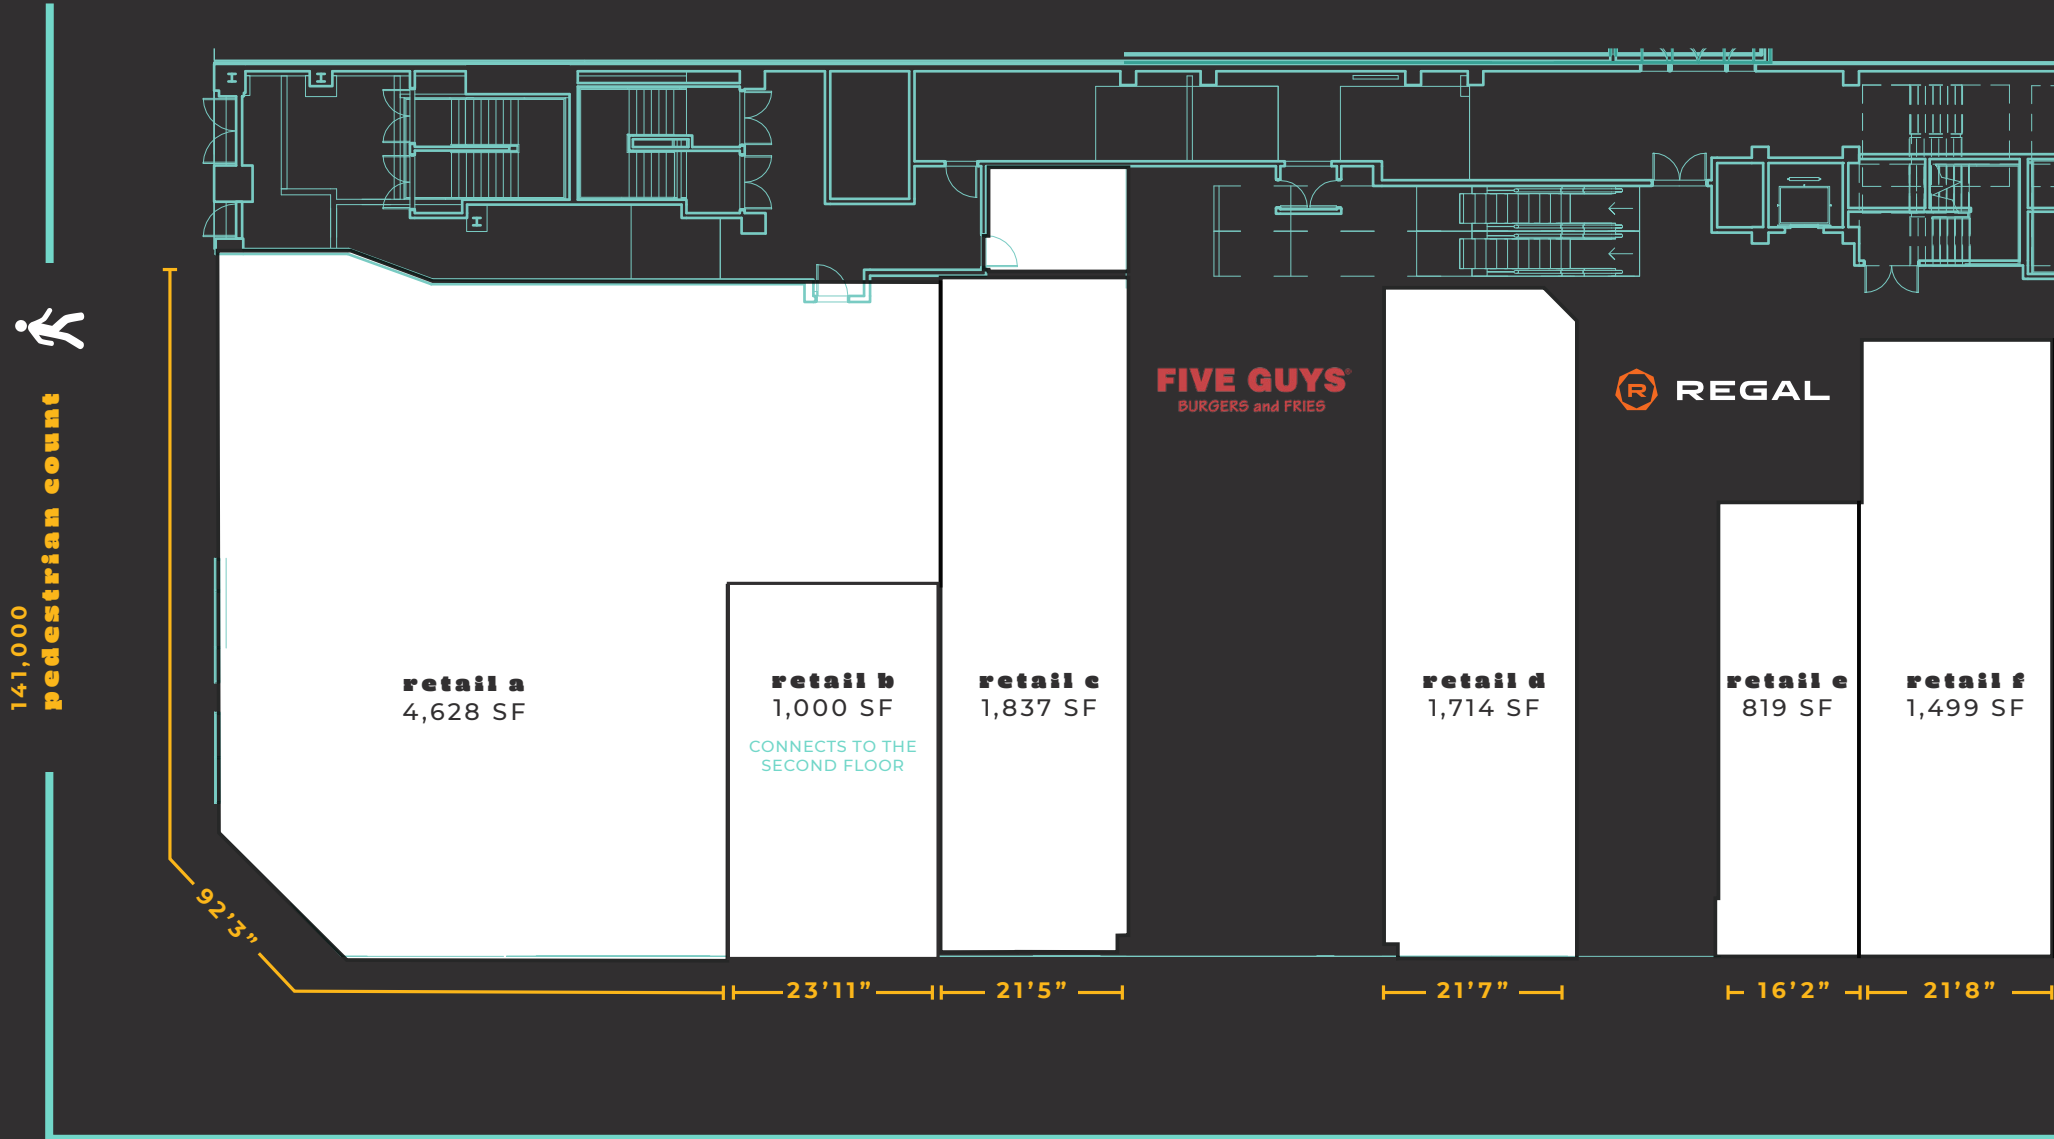 141,000
pedestrian count
FIVE GUYS®
BURGERS and FRIES
R REGAL
retail a
4,628 SF
retail b
1,000 SF
CONNECTS TO THE
SECOND FLOOR
retail c
1,837 SF
retail d
1,714 SF
retail e
819 SF
retail f
1,499 SF
92’3”
23’11”
21’5”
21’7”
16’2”
21’8”